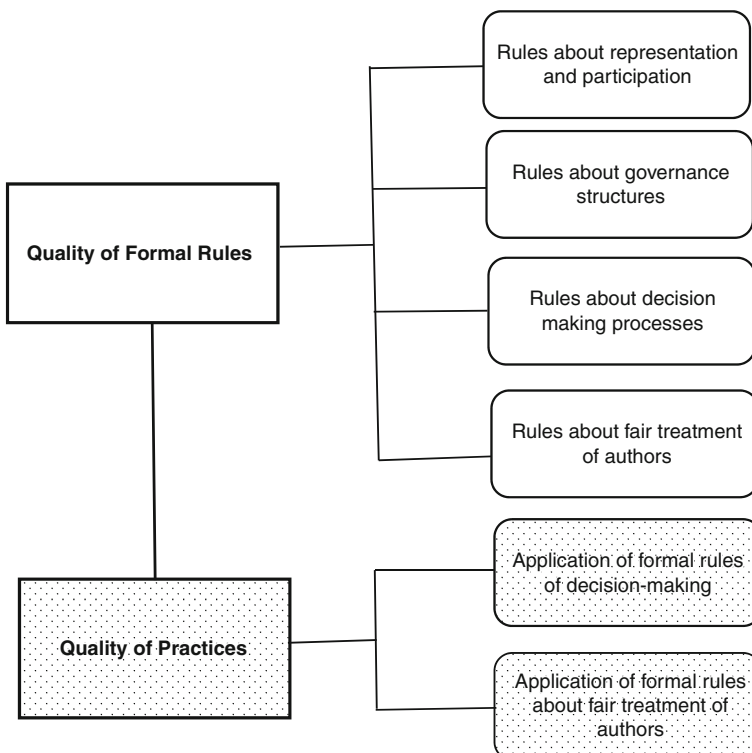 Rules about representation
and participation
Rules about governance
structures
Quality of Formal Rules
Rules about decision
making processes
Rules about fair treatment
of authors
Application of formal rules
of decision-making
Quality of Practices
Application of formal rules
about fair treatment of
authors